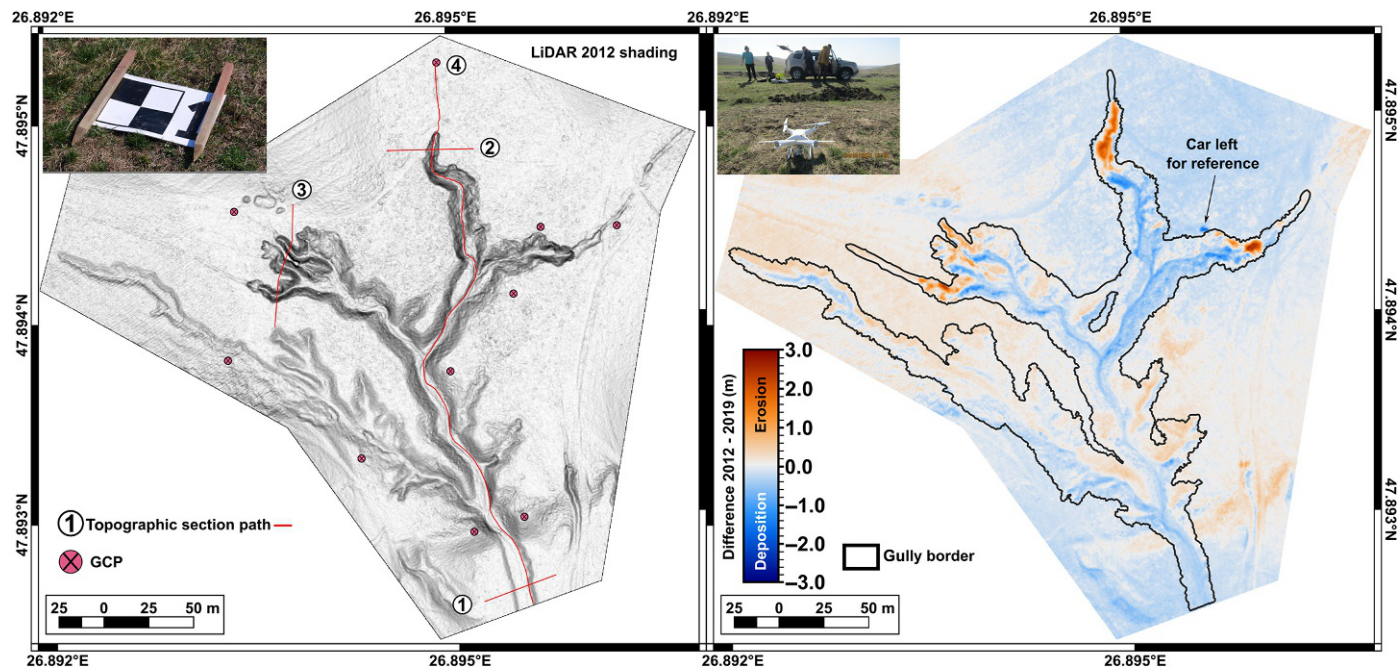 26.892°E
26.895°E
26.892°E
26.895°E
LiDAR 2012 shading
4
2
3
47.895°N
47.894°N
47.893°N
1 Topographic section path
GCP
1
25 0 25 50 m
26.892°E
26.895°E
Car left
for reference
47.895°N
47.894°N
47.893°N
Difference 2012 - 2019 (m)
Erosion
Deposition
3.0
2.0
1.0
0.0
−1.0
−2.0
−3.0
Gully border
25 0 25 50 m
26.892°E
26.895°E